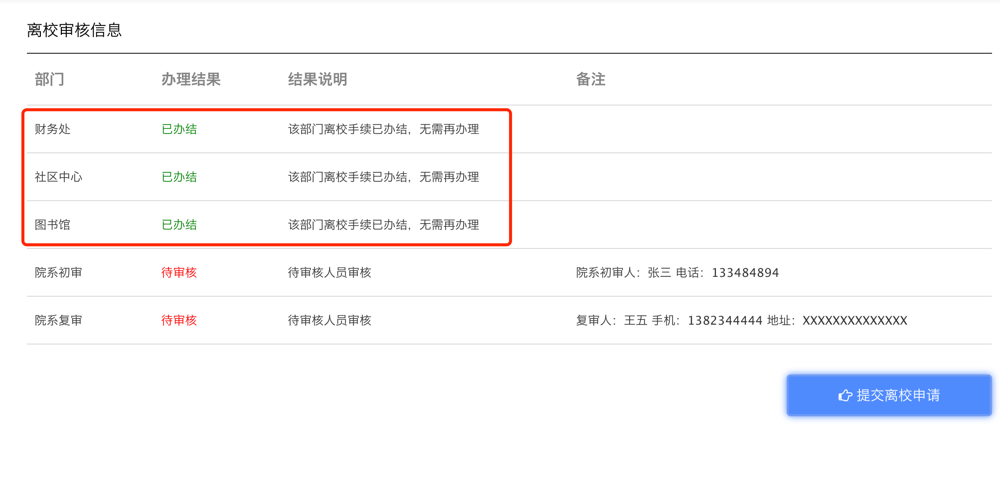 离校审核信息
部门 办理结果 结果说明 备注
财务处 已办结 该部门离校手续已办结，无需再办理
社区中心 已办结 该部门离校手续已办结，无需再办理
图书馆 已办结 该部门离校手续已办结，无需再办理
院系初审 待审核 待审核人员审核 院系初审人：张三 电话：133484894
院系复审 待审核 待审核人员审核 复审人：王五 手机：1382344444 地址：XXXXXXXXXXXXXX
提交离校申请